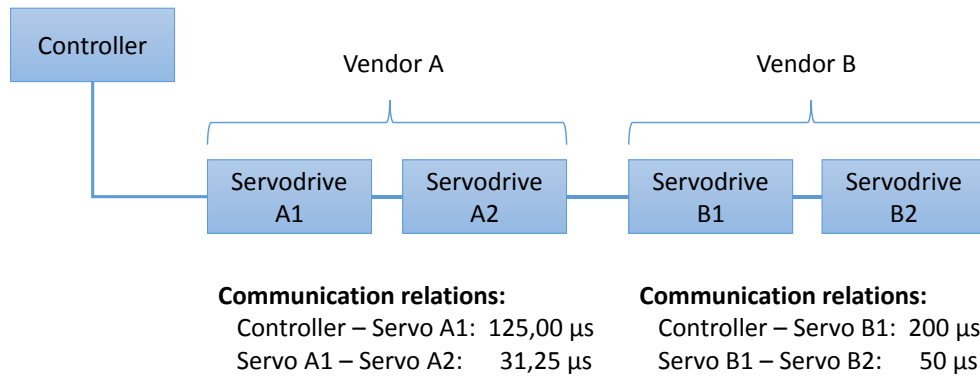 Controller
Vendor A
Vendor B
Servodrive
A1
Servodrive
A2
Servodrive
B1
Servodrive
B2
Communication relations:
Controller – Servo A1: 125,00 µs
Servo A1 – Servo A2: 31,25 µs
Communication relations:
Controller – Servo B1: 200 µs
Servo B1 – Servo B2: 50 µs